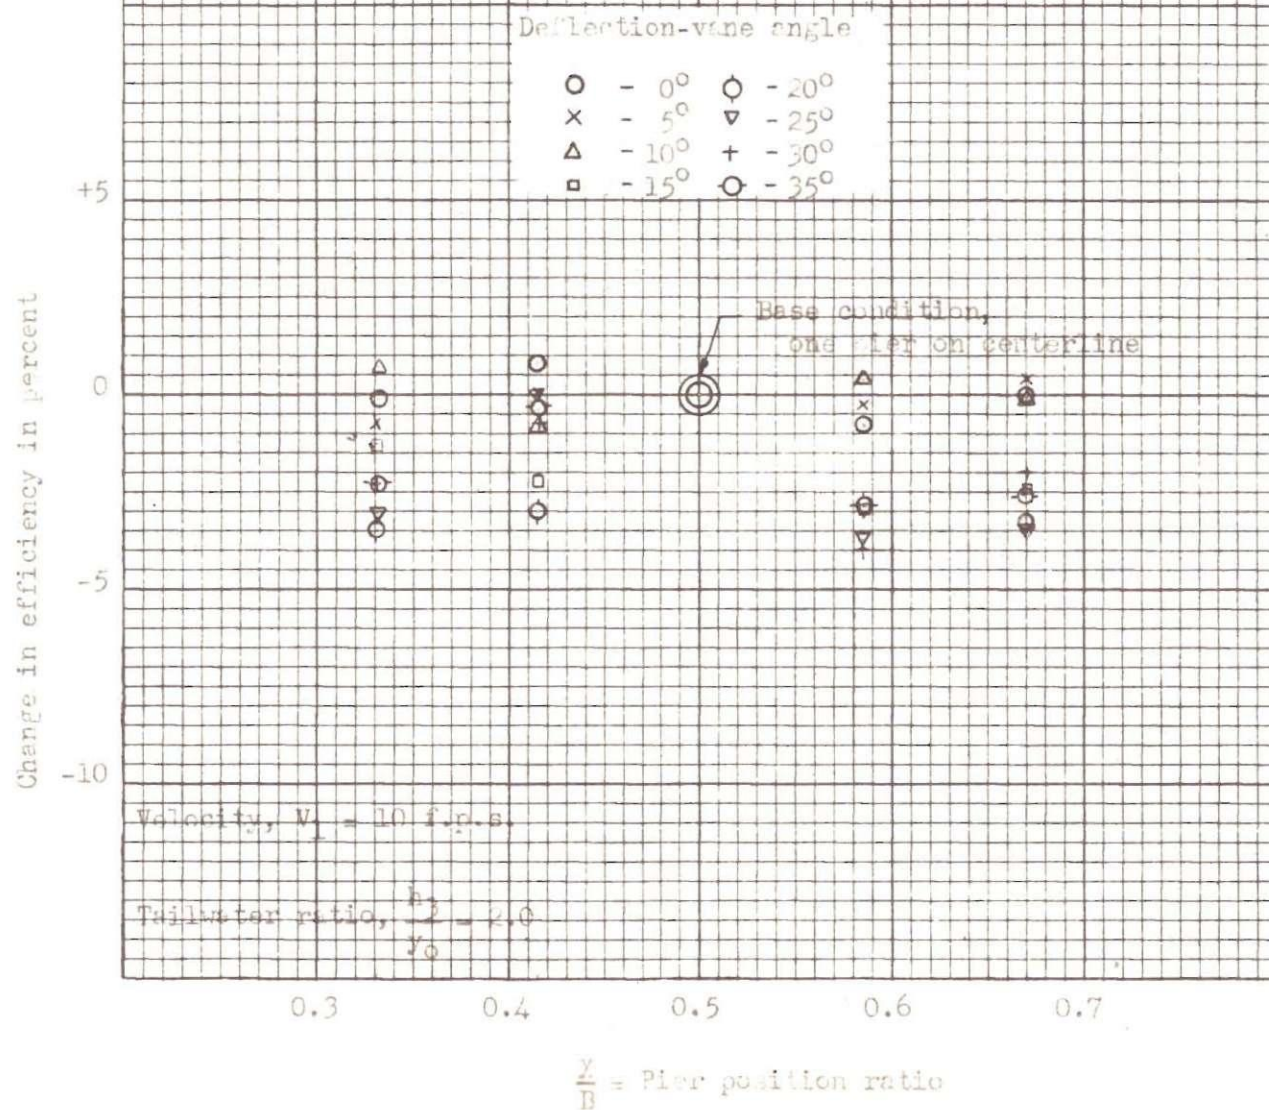 Deflection-vane angle
- 0° - 20°
- 5° - 25°
- 10° - 30°
- 15° - 35°
+5
Base condition,
one pier on centerline
0
-5
-10
Change in efficiency in percent
Velocity, V1 = 10 f.p.s.
Tailwater ratio, h3/y0 = 2.0
0.3 0.4 0.5 0.6 0.7
X/B = Pier position ratio